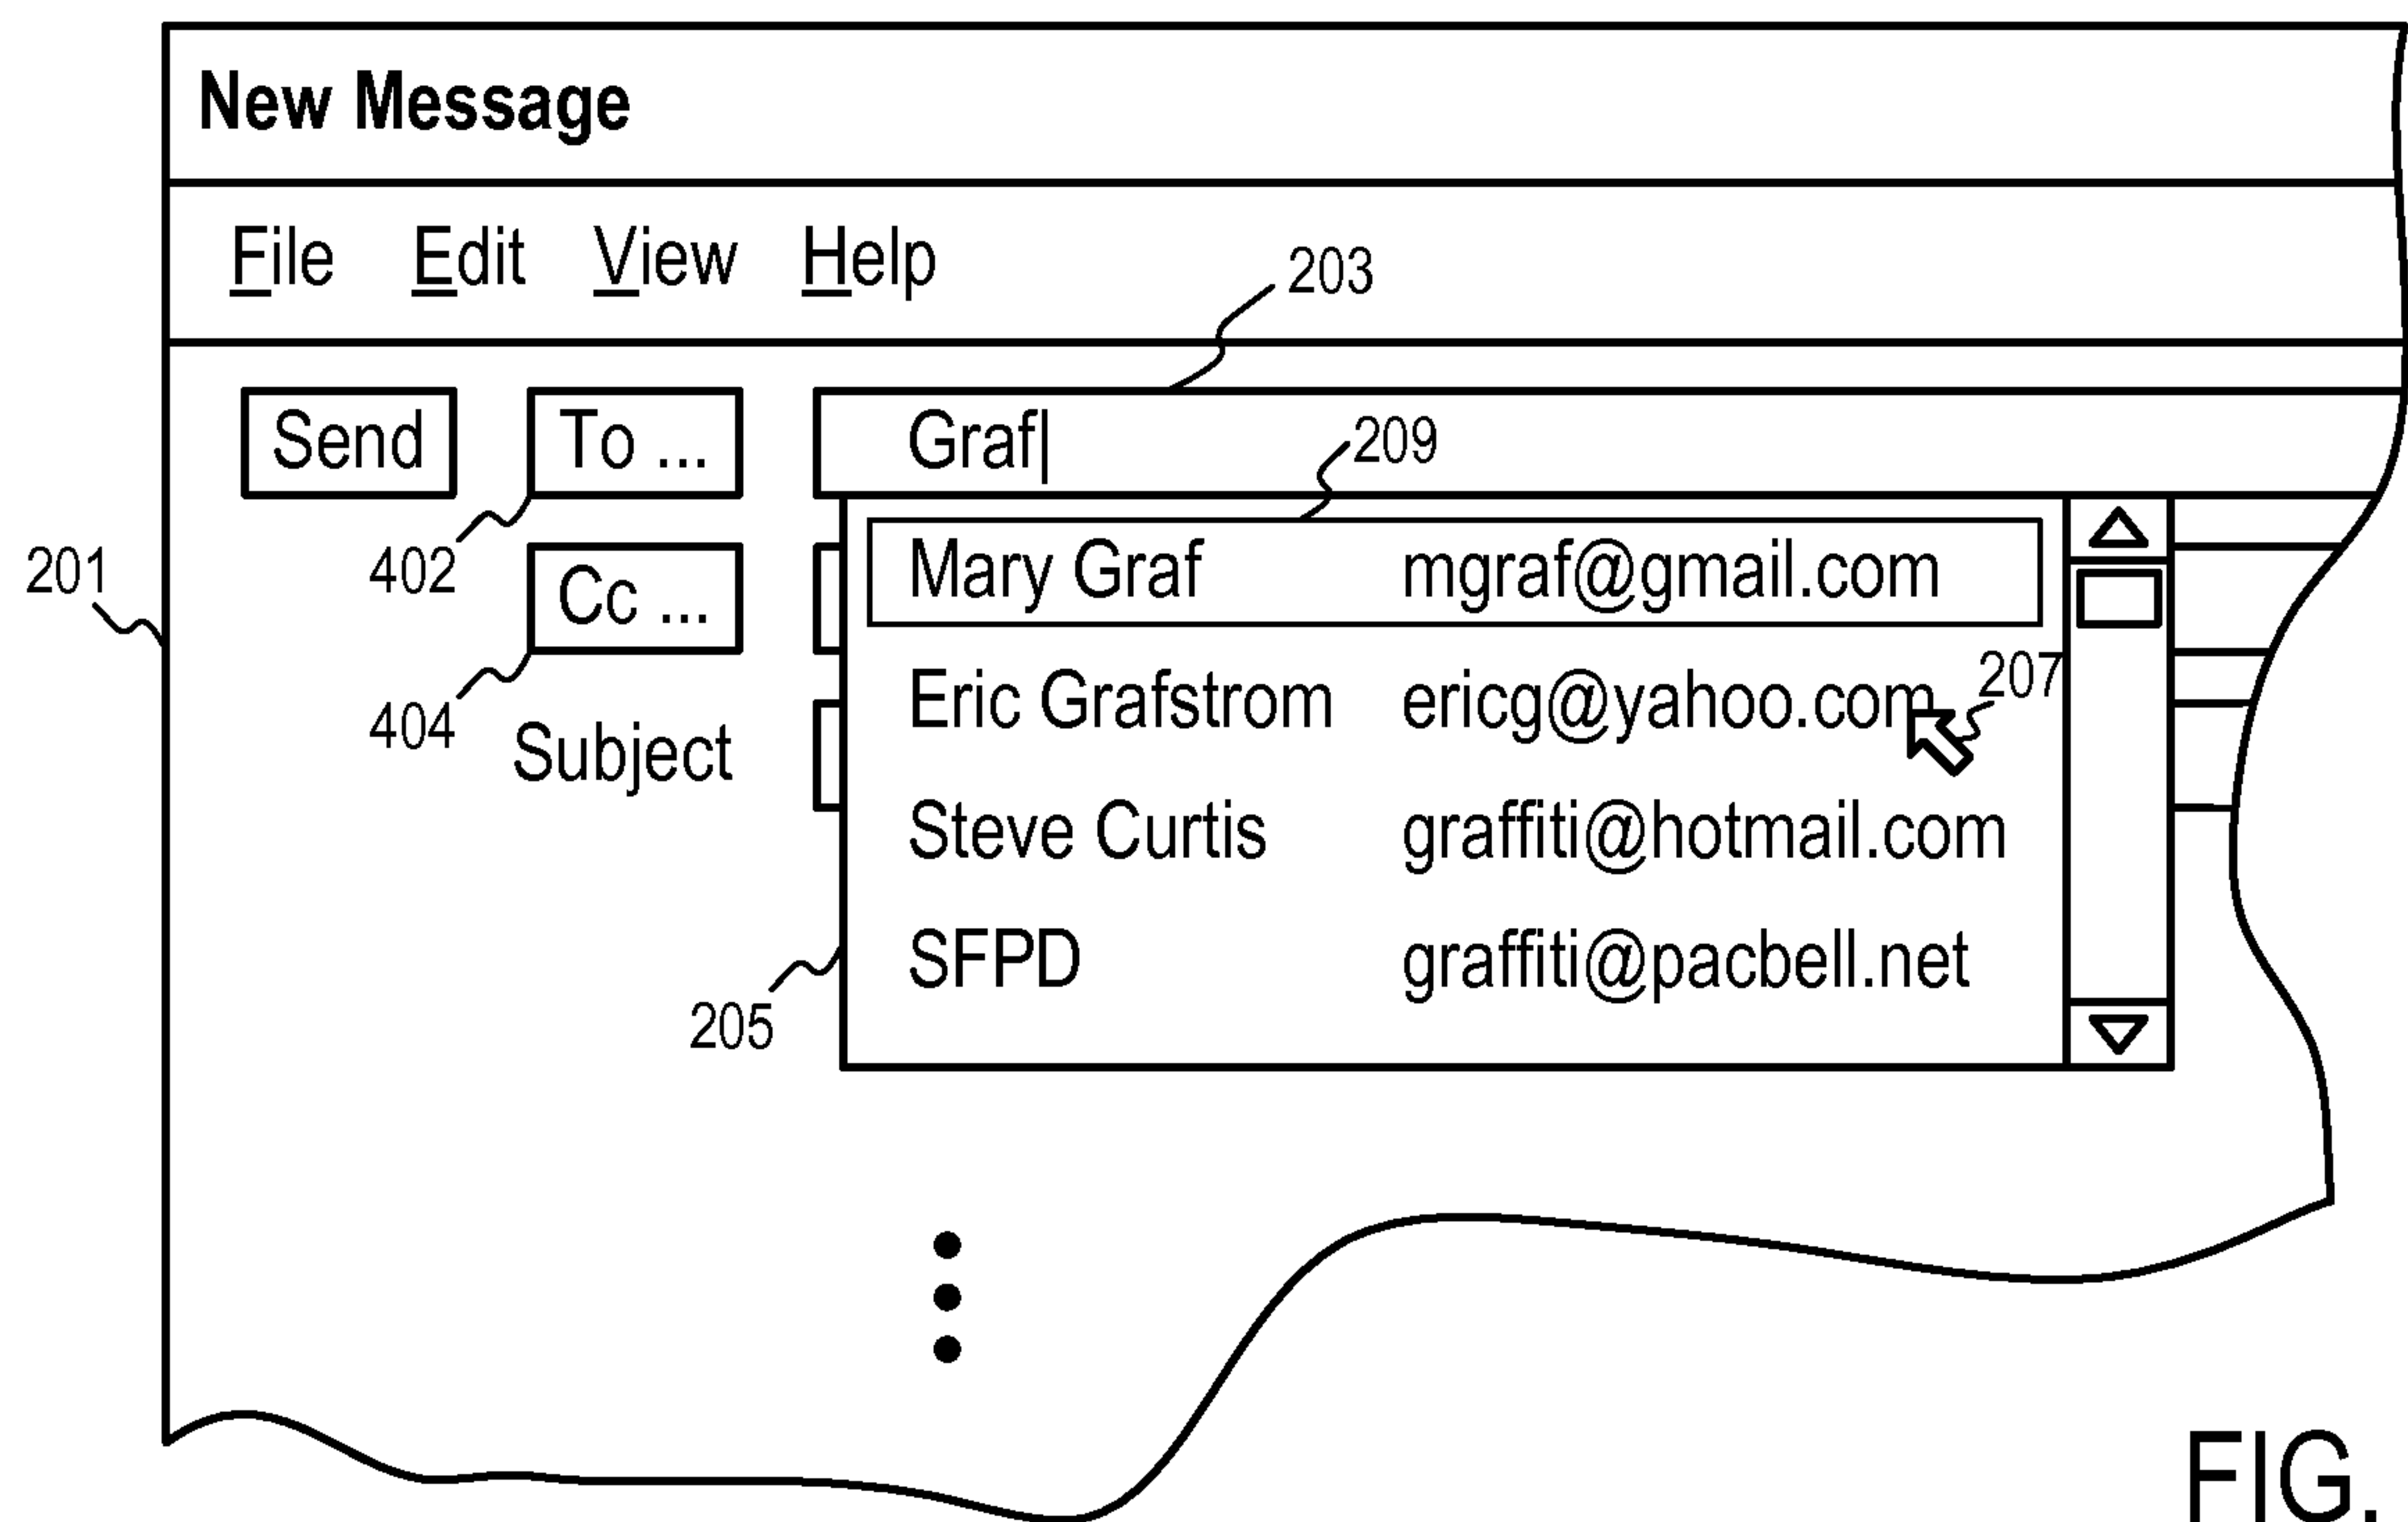 New Message
File Edit View Help
203
Send To ... Graf
209
402
201
Mary Graf mgraf@gmail.com
Cc ...
207
Eric Grafstrom ericg@yahoo.com
404
Subject
Steve Curtis graffiti@hotmail.com
SFPD graffiti@pacbell.net
205
FIG.